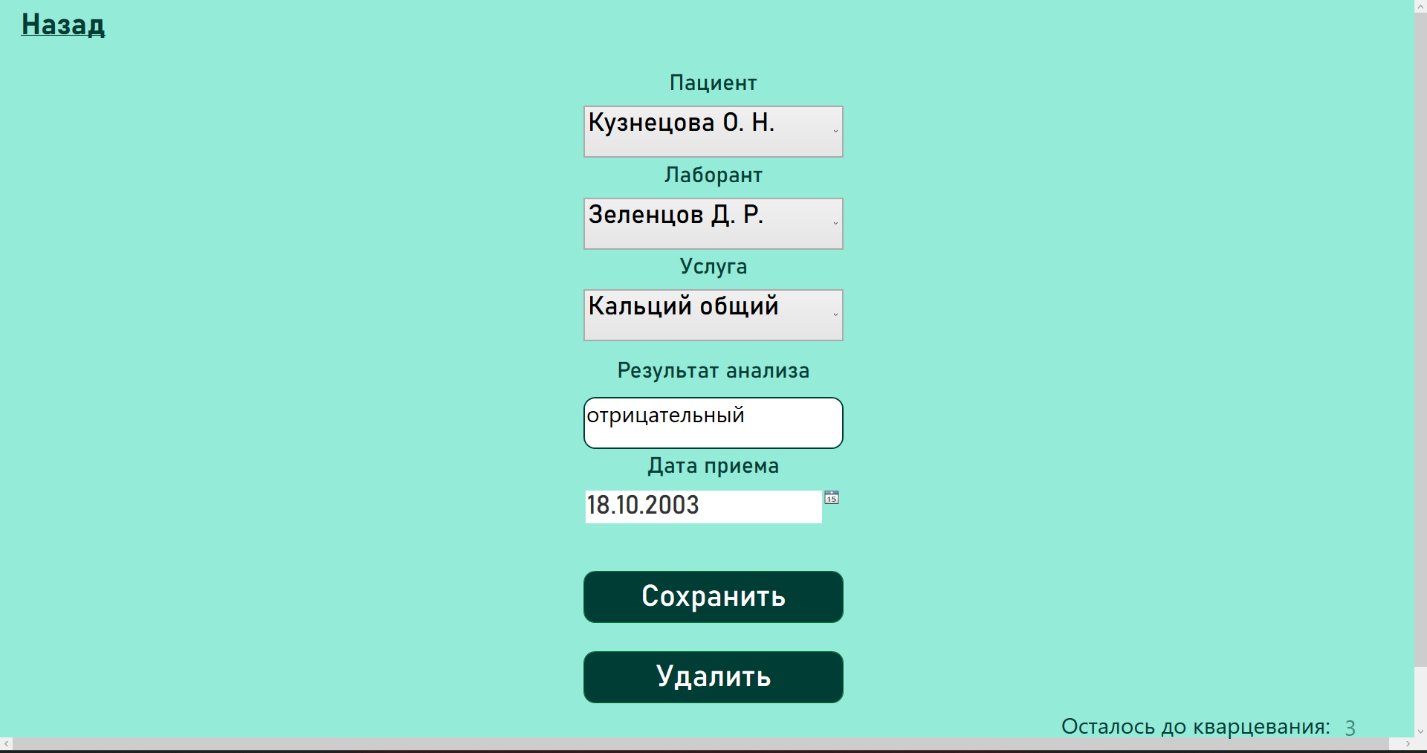 Назад
Пациент
Кузнецова О. Н.
Лаборант
Зеленцов Д. Р.
Услуга
Кальций общий
Результат анализа
отрицательный
Дата приема
18.10.2003
15
Сохранить
Удалить
Осталось до кварцевания: 3